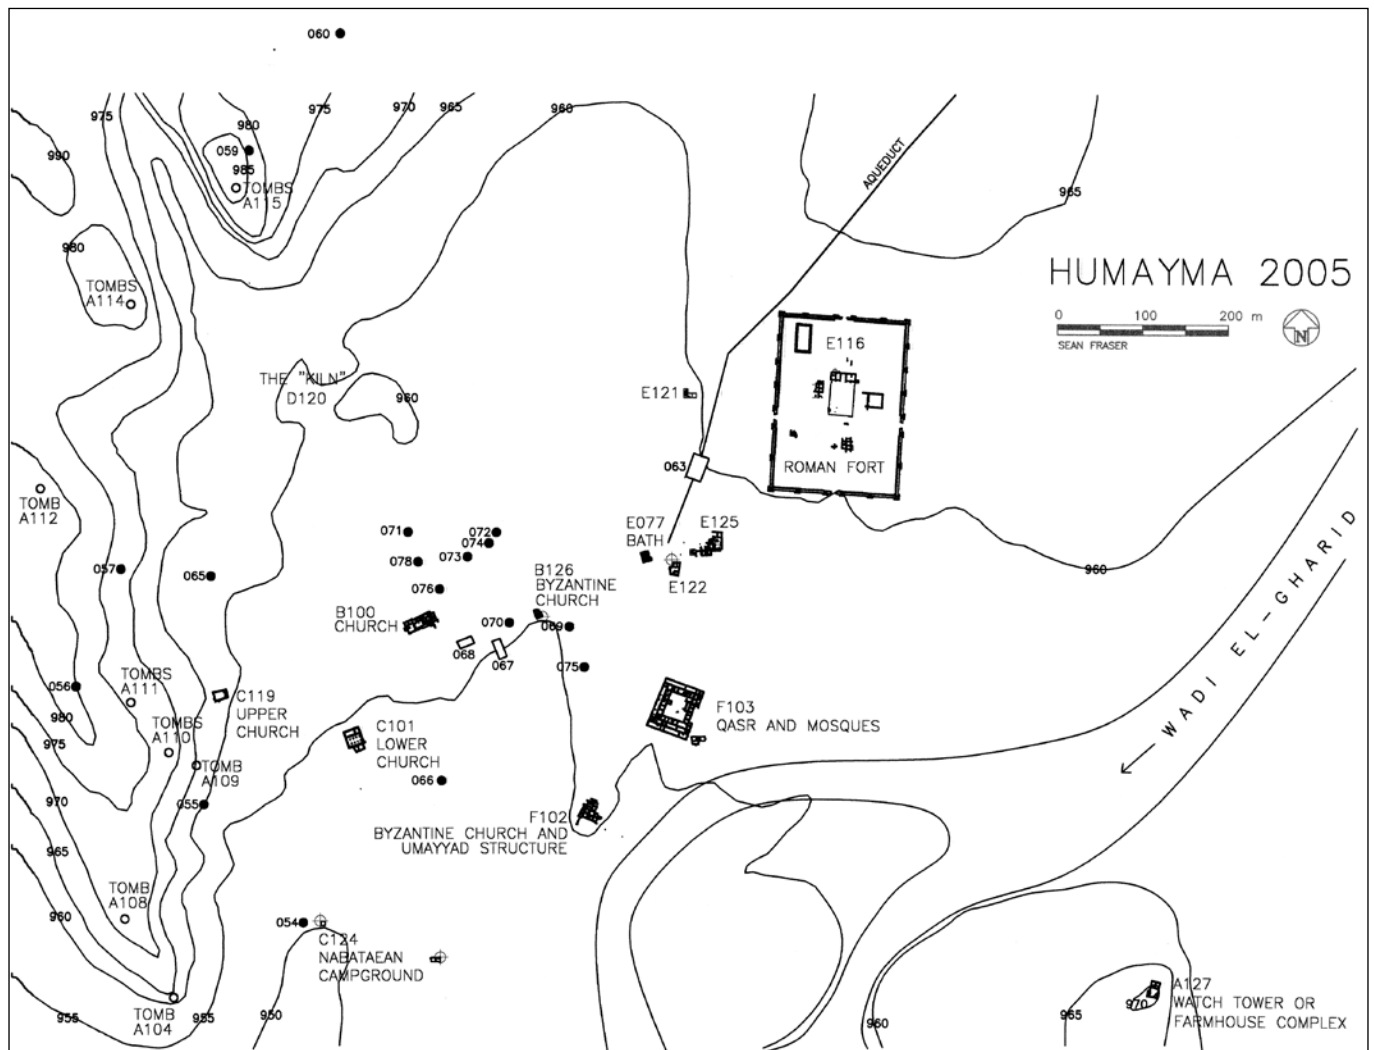 060
975
970
965
960
975
980
990
059
985
TOMBS
A115
AQUEDUCT
965
980
TOMBS
A114
HUMAYMA 2005
0 100 200 m
SEAN FRASER
N
E116
THE "KILN"
D120
960
E121
063
ROMAN FORT
TOMB
A112
071
072
074
073
078
E077
BATH
E125
057
065
076
B126
BYZANTINE
CHURCH
E122
960
B100
CHURCH
070
069
068
067
075
WADI EL-GHARID
056
TOMBS
A111
980
C119
UPPER
CHURCH
F103
QASR AND MOSQUES
975
TOMBS
A110
C101
LOWER
CHURCH
TOMB
A109
066
970
055
F102
BYZANTINE CHURCH AND
UMAYYAD STRUCTURE
965
TOMB
A108
960
054
C124
NABATAEAN
CAMPGROUND
A127
WATCH TOWER OR
FARMHOUSE COMPLEX
970
965
960
TOMB
A104
955
955
950